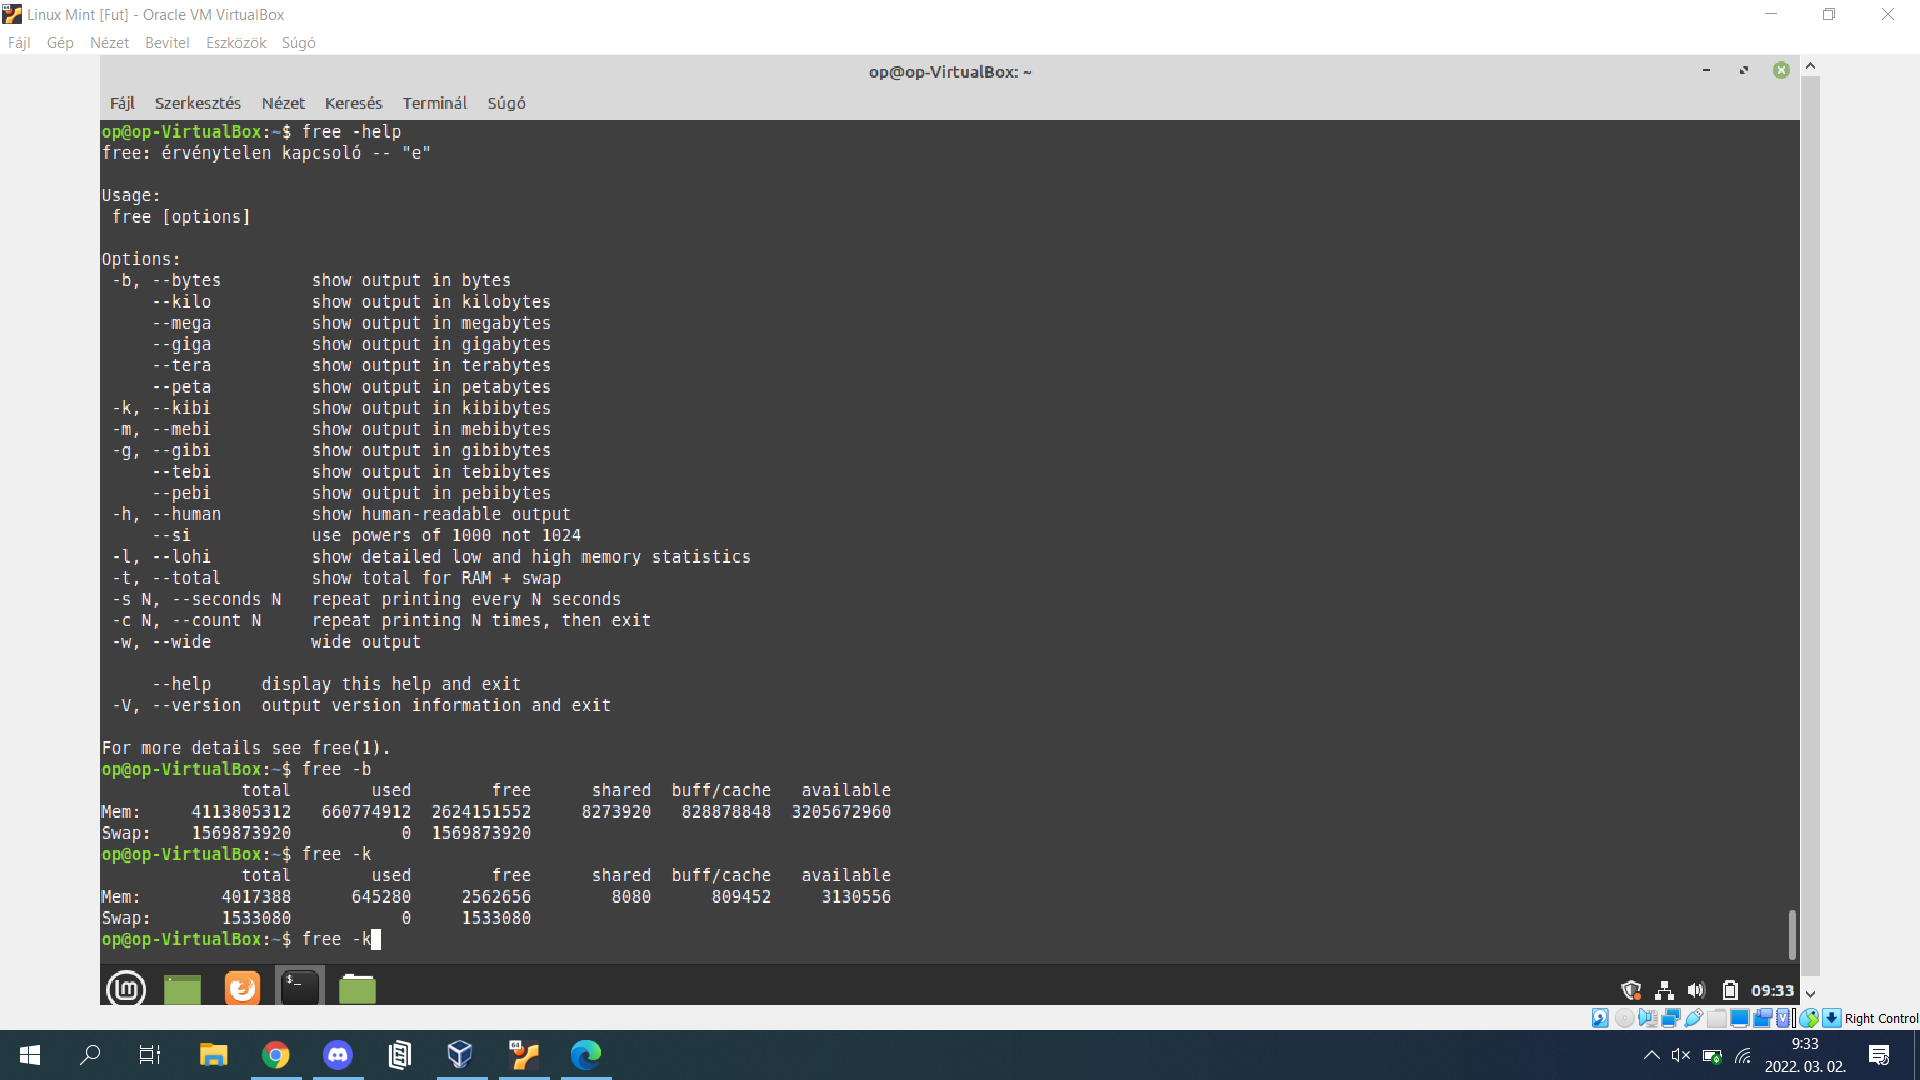 Linux Mint [Fut] - Oracle VM VirtualBox
Fájl Gép Nézet Bevitel Eszközök Súgó
op@op-VirtualBox: ~
Fájl Szerkesztés Nézet Keresés Terminál Súgó
op@op-VirtualBox:~$ free -help
free: érvénytelen kapcsoló -- "e"
Usage:
free [options]
Options:
-b, --bytes show output in bytes
--kilo show output in kilobytes
--mega show output in megabytes
--giga show output in gigabytes
--tera show output in terabytes
--peta show output in petabytes
-k, --kibi show output in kibibytes
-m, --mebi show output in mebibytes
-g, --gibi show output in gibibytes
--tebi show output in tebibytes
--pebi show output in pebibytes
-h, --human show human-readable output
--si use powers of 1000 not 1024
-l, --lohi show detailed low and high memory statistics
-t, --total show total for RAM + swap
-s N, --seconds N repeat printing every N seconds
-c N, --count N repeat printing N times, then exit
-w, --wide wide output
--help display this help and exit
-V, --version output version information and exit
For more details see free(1).
op@op-VirtualBox:~$ free -b
total used free shared buff/cache available
Mem: 4113805312 660774912 2624151552 8273920 828878848 3205672960
Swap: 1569873920 0 1569873920
op@op-VirtualBox:~$ free -k
total used free shared buff/cache available
Mem: 4017388 645280 2562656 8080 809452 3130556
Swap: 1533080 0 1533080
op@op-VirtualBox:~$ free -k
09:33
Right Control
9:33
2022. 03. 02.